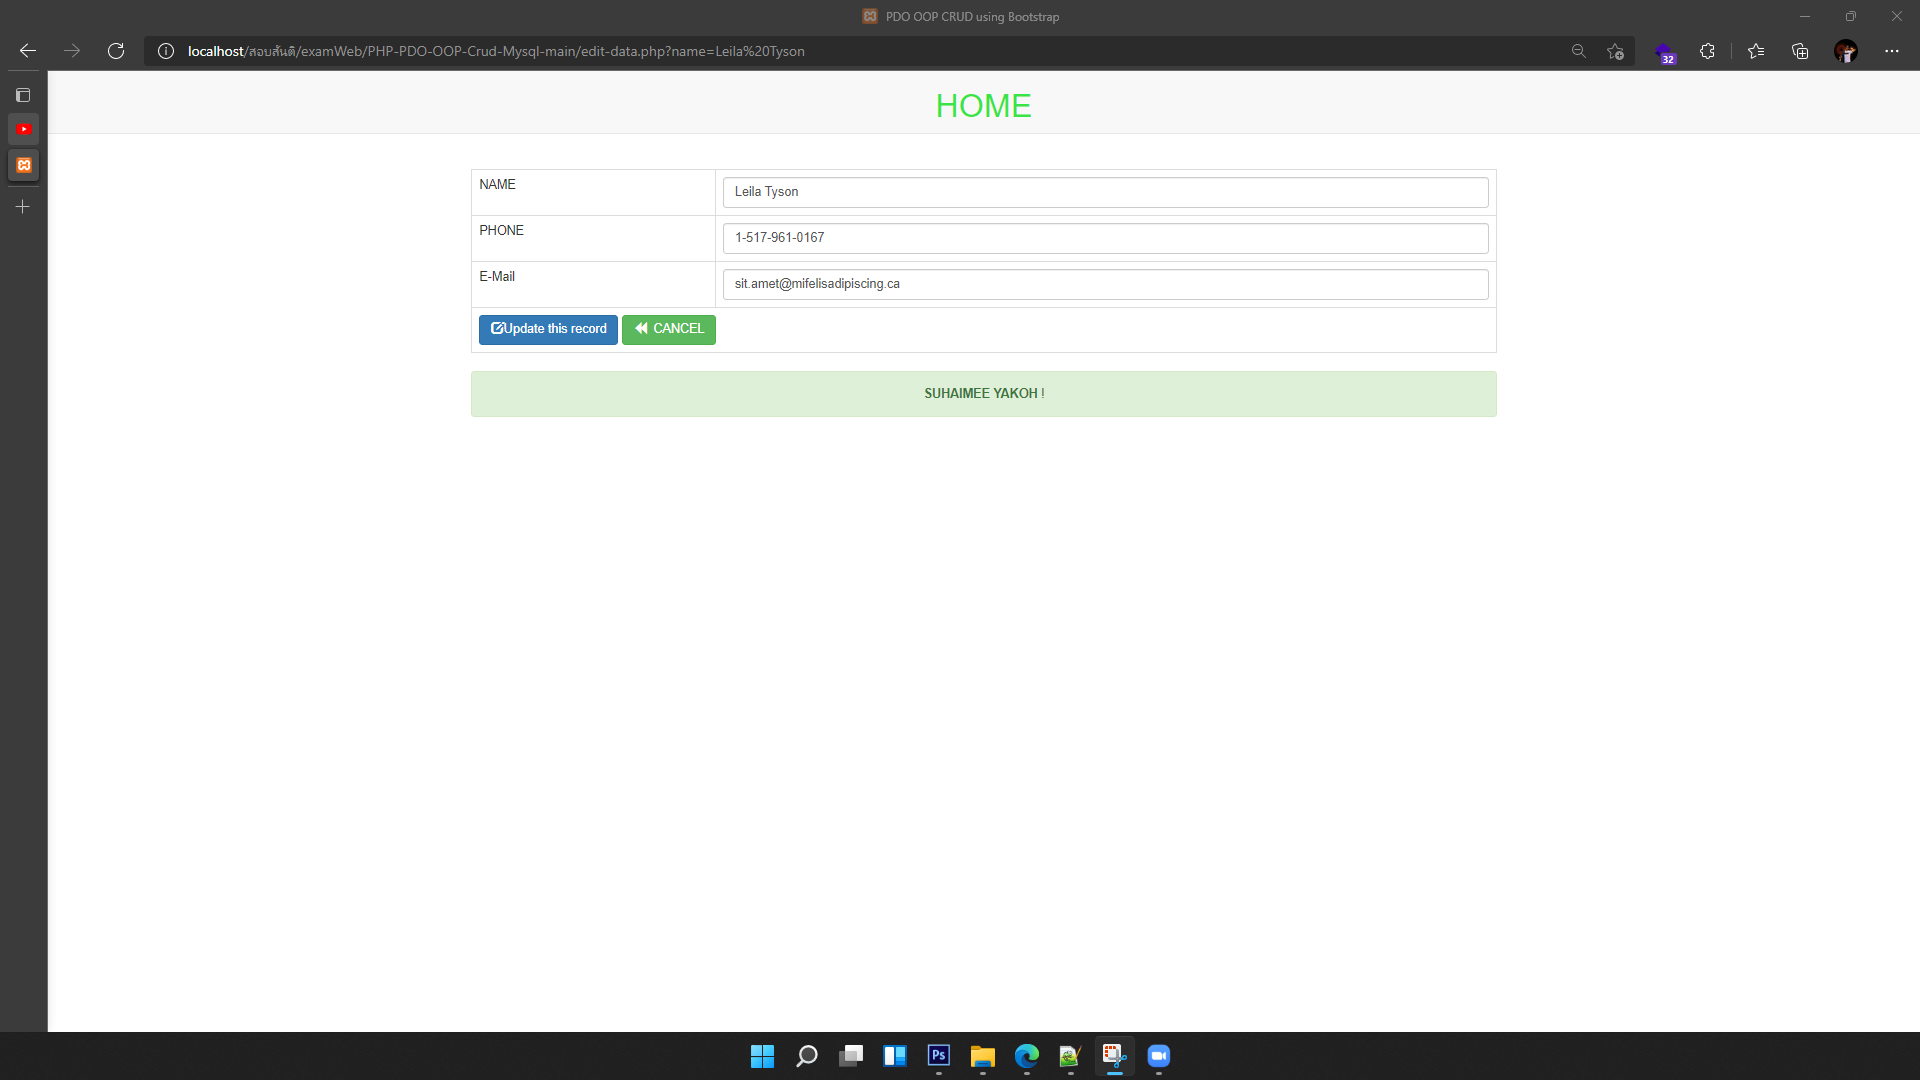 PDO OOP CRUD using Bootstrap
localhost/สอบสันติ/examWeb/PHP-PDO-OOP-Crud-Mysql-main/edit-data.php?name=Leila%20Tyson
32
HOME
NAME
Leila Tyson
PHONE
1-517-961-0167
E-Mail
sit.amet@mifelisadipiscing.ca
Update this record CANCEL
SUHAIMEE YAKOH !
Ps